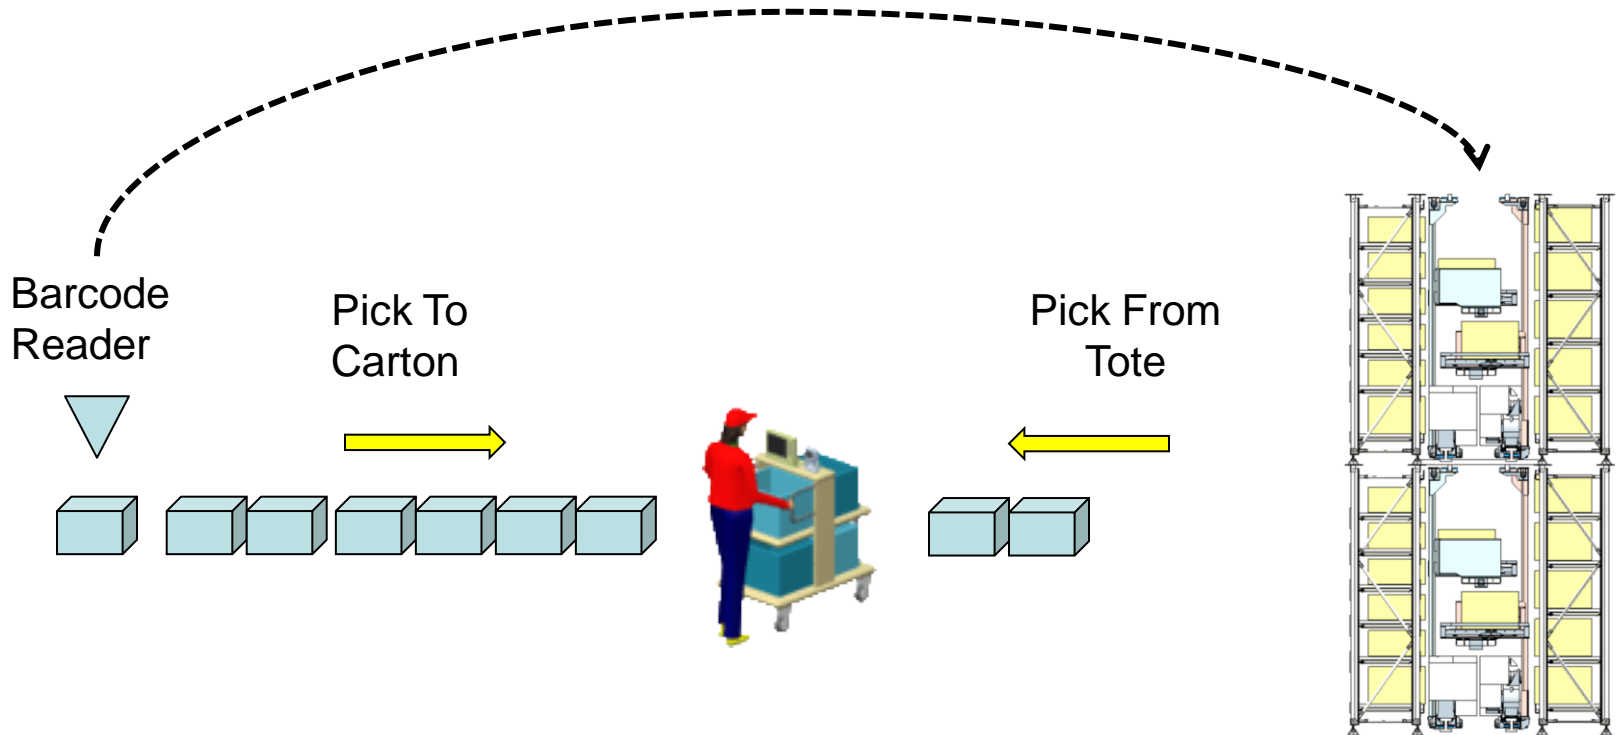 Barcode
Reader
Pick To
Carton
Pick From
Tote